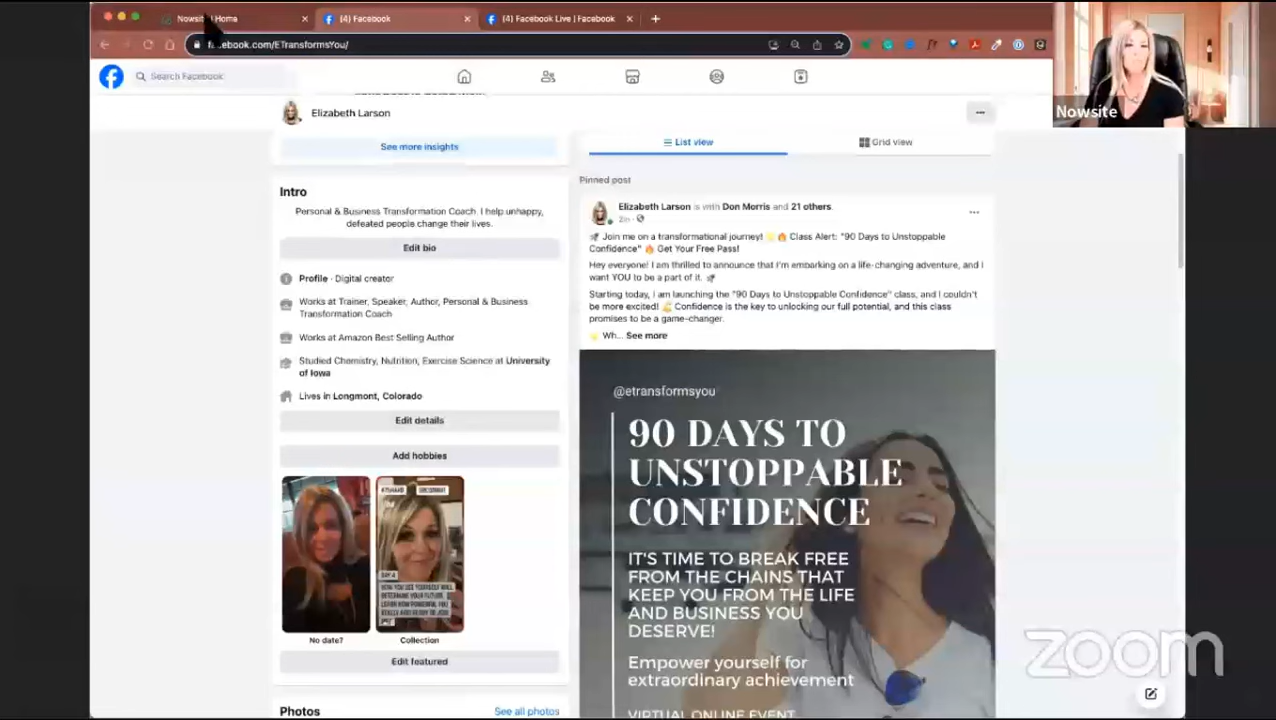 (4) Facebook
(4) Facebook Live | Facebook
ebook.com/ETransformsYou/
Search Facebook
Elizabeth Larson
Nowsite
See more insights
List view
Grid view
Intro
Personal & Business Transformation Coach. I help unhappy,
defeated people change their lives.
Edit bio
Profile · Digital creator
Works at Trainer, Speaker, Author, Personal & Business
Transformation Coach
Works at Amazon Best Selling Author
Studied Chemistry, Nutrition, Exercise Science at University
of Iowa
Lives in Longmont, Colorado
Edit details
Add hobbies
No date?
Collection
Edit featured
Photos
See all photos
Pinned post
Elizabeth Larson is with Don Morris and 21 others.
Join me on a transformational journey! Class Alert: "90 Days to Unstoppable
Confidence" Get Your Free Pass!
Hey everyone! I am thrilled to announce that I'm embarking on a life-changing adventure, and I
want YOU to be a part of it.
Starting today, I am launching the "90 Days to Unstoppable Confidence" class, and I couldn't
be more excited! Confidence is the key to unlocking our full potential, and this class
promises to be a game-changer.
Wh... See more
@etransformsyou
90 DAYS TO
UNSTOPPABLE
CONFIDENCE
IT'S TIME TO BREAK FREE
FROM THE CHAINS THAT
KEEP YOU FROM THE LIFE
AND BUSINESS YOU
DESERVE!
Empower yourself for
extraordinary achievement
VIRTUAL ONLINE EVENT
zoom